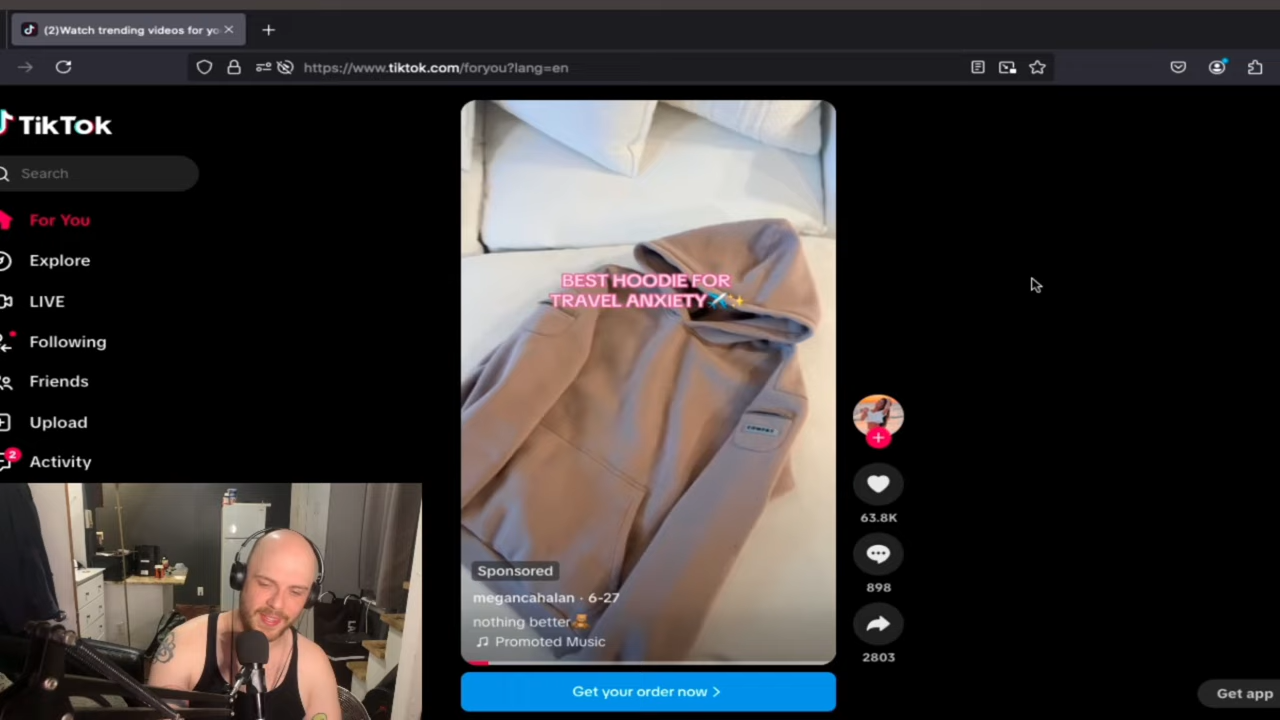 (2)Watch trending videos for yo
https://www.tiktok.com/foryou?lang=en
TikTok
Search
For You
Explore
LIVE
Following
Friends
Upload
2
Activity
BEST HOODIE FOR
TRAVEL ANXIETY✈️✨
Sponsored
megancahalan · 6-27
nothing better🧸
Promoted Music
63.8K
898
2803
Get your order now >
Get app